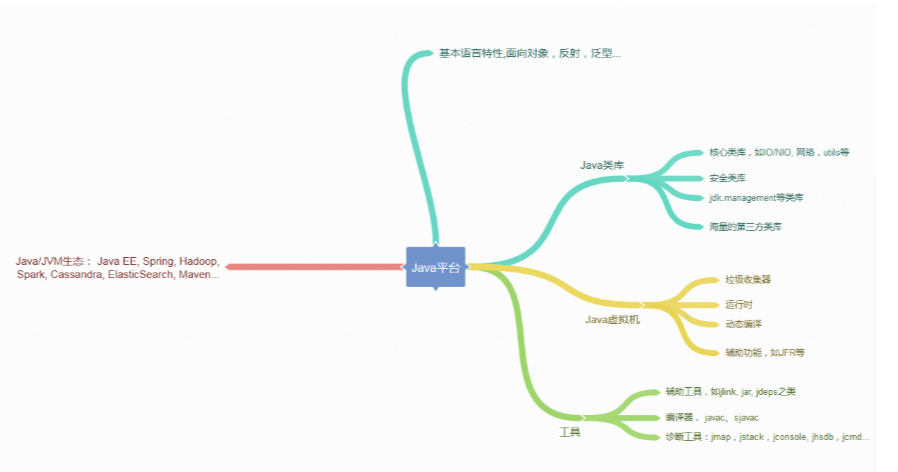 基本语言特性,面向对象，反射，泛型...
Java类库
核心类库，如IO/NIO, 网络，utils等
安全类库
jdk.management等类库
海量的第三方类库
Java/JVM生态： Java EE, Spring, Hadoop,
Spark, Cassandra, ElasticSearch, Maven...
Java平台
垃圾收集器
Java虚拟机
运行时
动态编译
辅助功能，如JFR等
辅助工具，如jlink, jar, jdeps之类
工具
编译器， javac、sjavac
诊断工具：jmap，jstack，jconsole, jhsdb，jcmd...